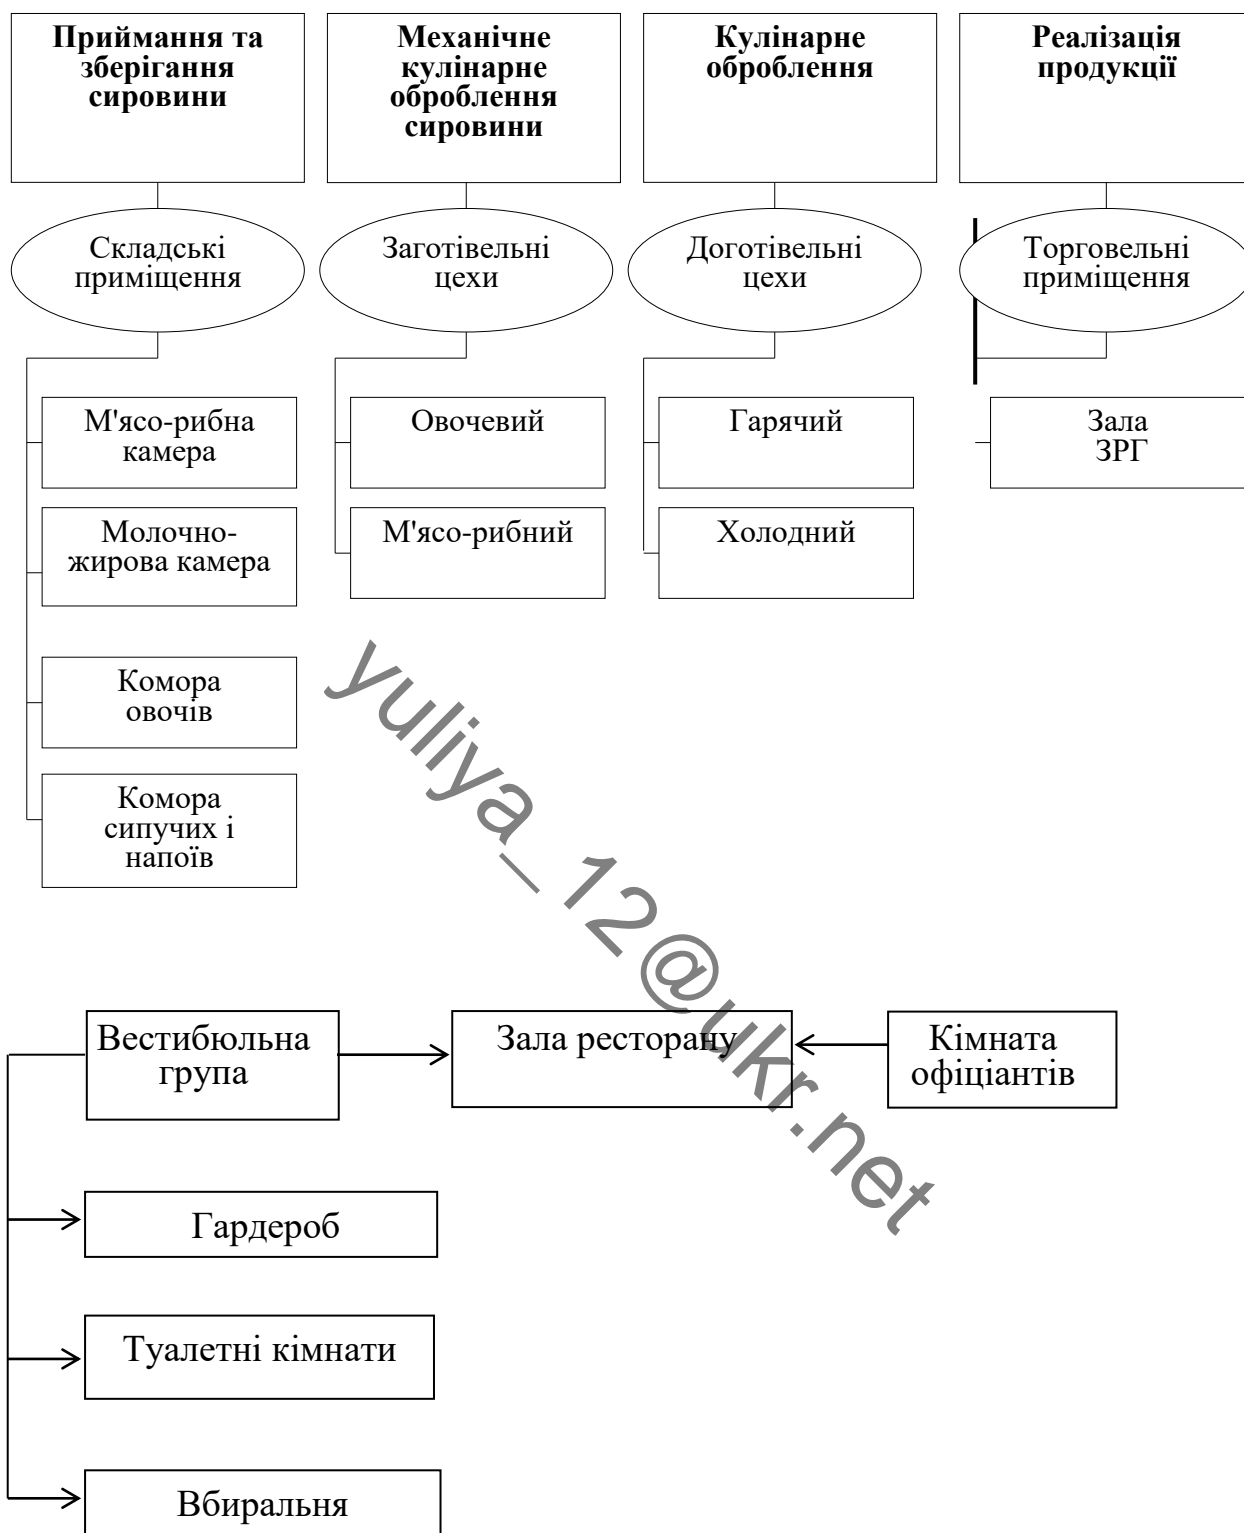 Приймання та
зберігання
сировини
Механічне
кулінарне
оброблення
сировини
Кулінарне
оброблення
Реалізація
продукції
Складські
приміщення
Заготівельні
цехи
Доготівельні
цехи
Торговельні
приміщення
М'ясо-рибна
камера
Молочно-
жирова камера
Комора
овочів
Комора
сипучих і
напоїв
Овочевий
М'ясо-рибний
Гарячий
Холодний
Зала
ЗРГ
yuliya_12@ukr.net
Вестибюльна
група
Зала ресторану
Кімната
офіціантів
Гардероб
Туалетні кімнати
Вбиральня